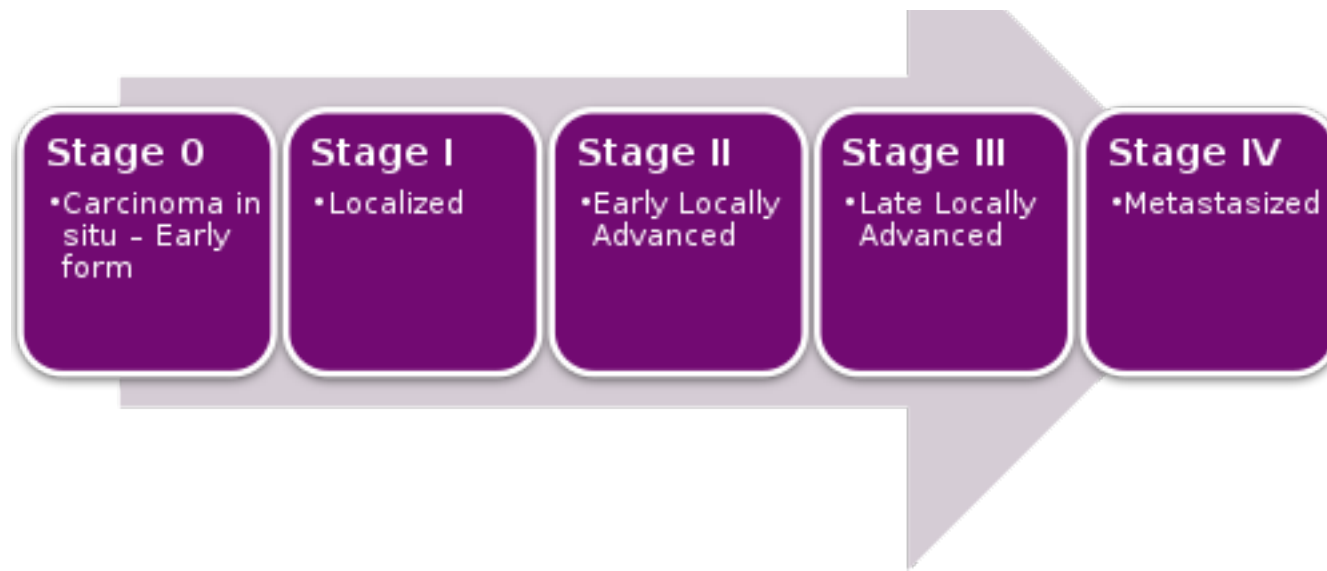 Stage 0
•Carcinoma in
situ – Early
form
Stage I
•Localized
Stage II
•Early Locally
Advanced
Stage III
•Late Locally
Advanced
Stage IV
•Metastasized